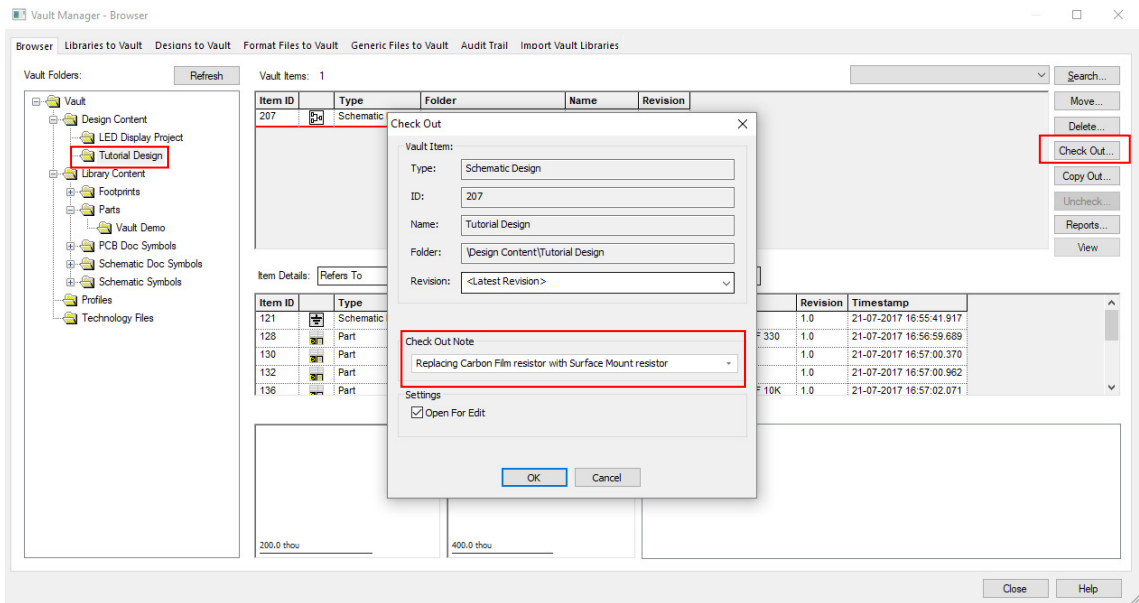 Vault Manager - Browser
Browser Libraries to Vault Designs to Vault Format Files to Vault Generic Files to Vault Audit Trail Import Vault Libraries
Vault Folders: Refresh Vault Items: 1 Search...
Vault
Design Content
LED Display Project
Tutorial Design
Library Content
Footprints
Parts
Vault Demo
PCB Doc Symbols
Schematic Doc Symbols
Schematic Symbols
Profiles
Technology Files
Item ID Type Folder Name Revision
207 Schematic
Move...
Delete...
Check Out...
Copy Out...
Uncheck...
Reports...
View
Check Out
Vault Item:
Type: Schematic Design
ID: 207
Name: Tutorial Design
Folder: \Design Content\Tutorial Design
Revision: <Latest Revision>
Check Out Note
Replacing Carbon Film resistor with Surface Mount resistor
Settings
Open For Edit
OK Cancel
Item Details: Refers To
Item ID Type Revision Timestamp
121 Schematic 1.0 21-07-2017 16:55:41.917
128 Part 330 1.0 21-07-2017 16:56:59.689
130 Part 1.0 21-07-2017 16:57:00.370
132 Part 1.0 21-07-2017 16:57:00.962
136 Part 10K 1.0 21-07-2017 16:57:02.071
200.0 thou 400.0 thou
Close Help